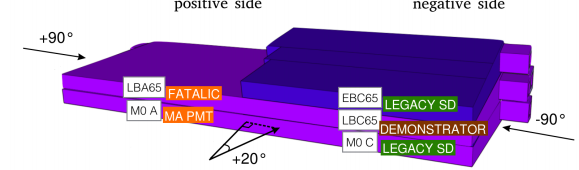 positive side negative side
+90°
LBA65 FATALIC
EBC65 LEGACY SD
M0 A MA PMT
LBC65 DEMONSTRATOR
-90°
M0 C LEGACY SD
+20°